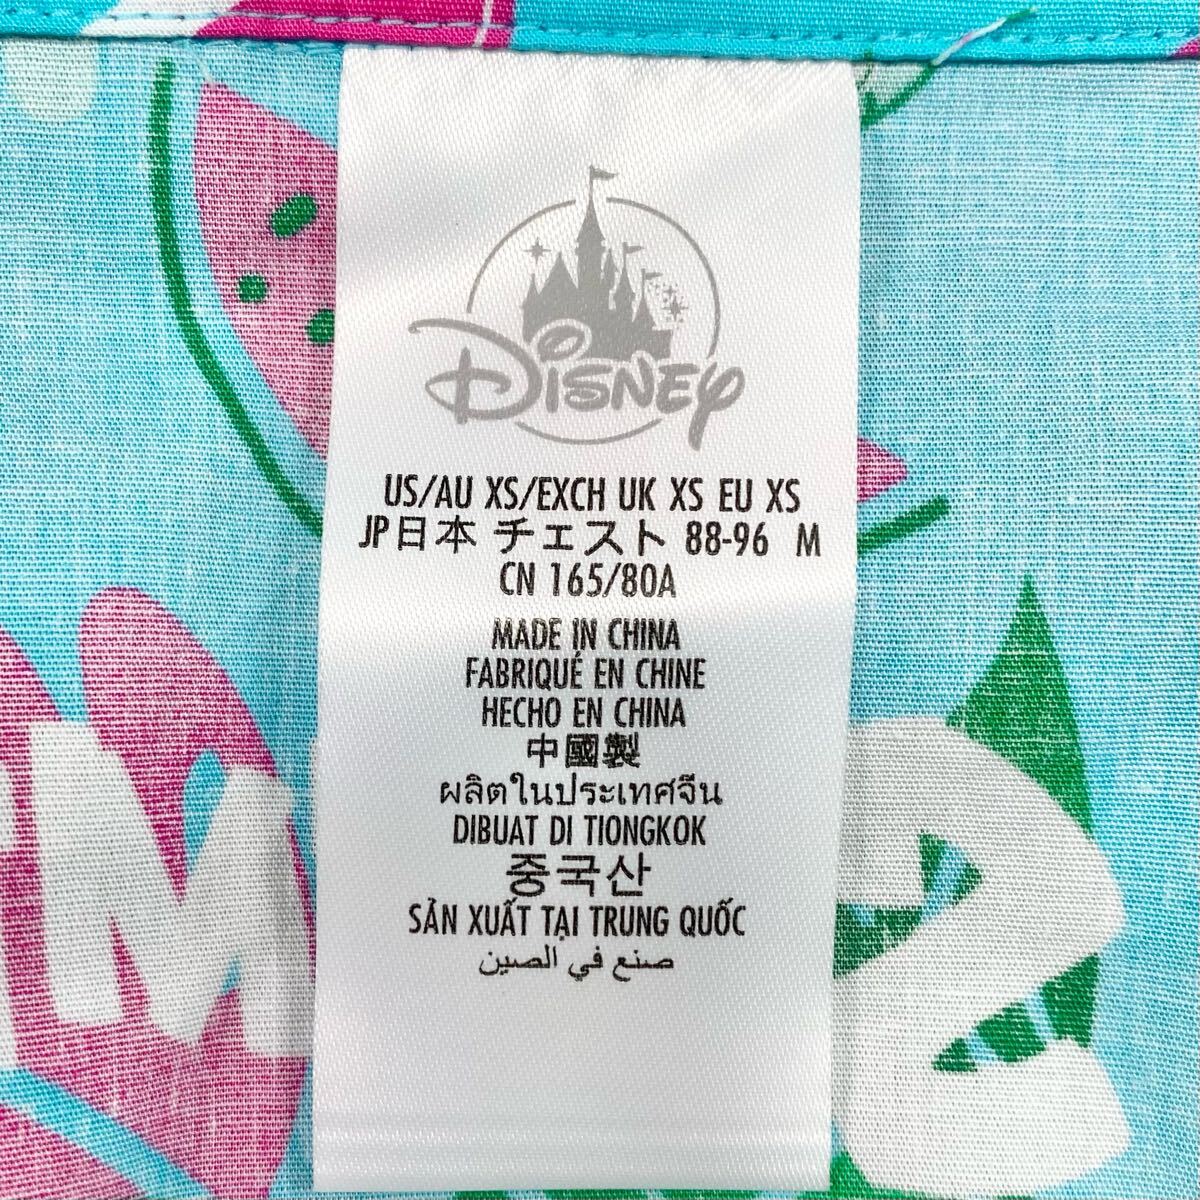 DISNEY
US/AU XS/EXCH UK XS EU XS
JP日本 チェスト 88-96 M
CN 165/80A
MADE IN CHINA
FABRIQUÉ EN CHINE
HECHO EN CHINA
中國製
ผลิตในประเทศจีน
DIBUAT DI TIONGKOK
중국산
SẢN XUẤT TẠI TRUNG QUỐC
صنع في الصين